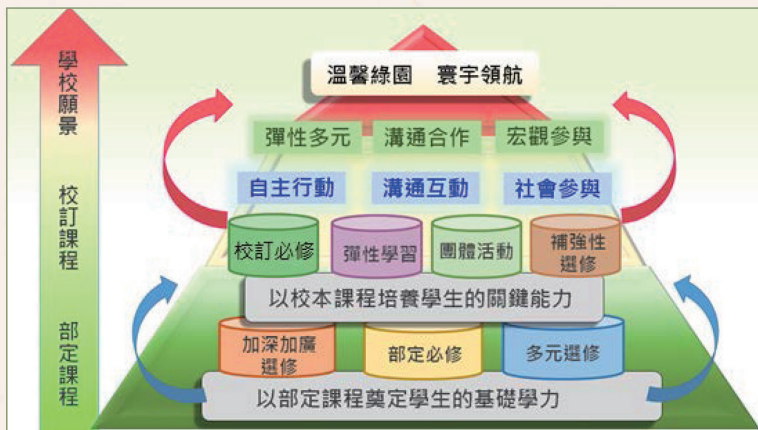 學校願景
校訂課程
部定課程
溫馨綠園 寰宇領航
彈性多元 溝通合作 宏觀參與
自主行動 溝通互動 社會參與
校訂必修 彈性學習 團體活動 補強性
選修
以校本課程培養學生的關鍵能力
加深加廣
選修
部定必修 多元選修
以部定課程奠定學生的基礎學力